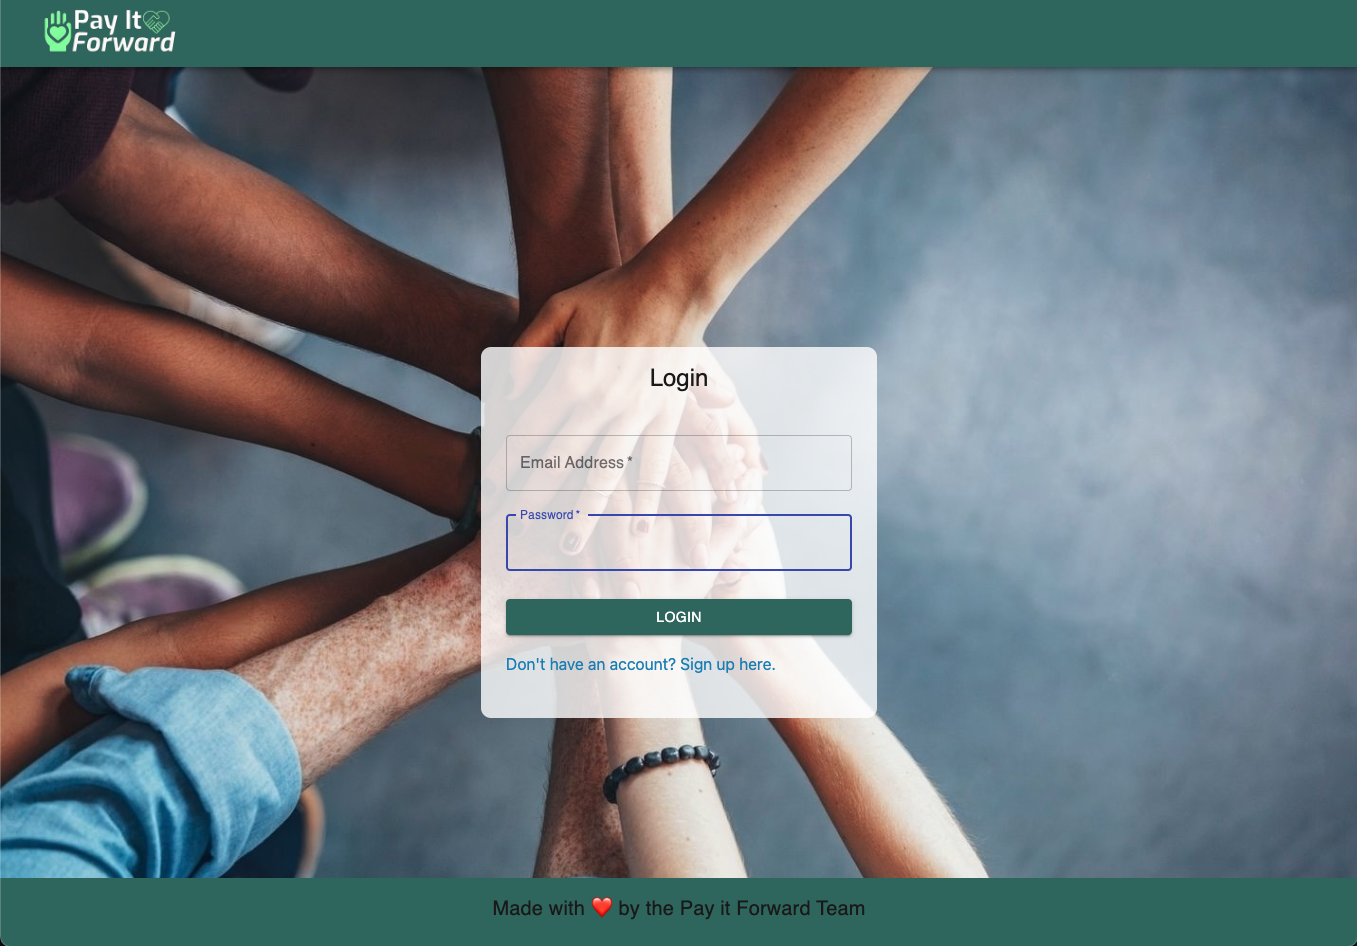 Pay It
Forward
Login
Email Address *
Password *
LOGIN
Don't have an account? Sign up here.
Made with ❤️ by the Pay it Forward Team